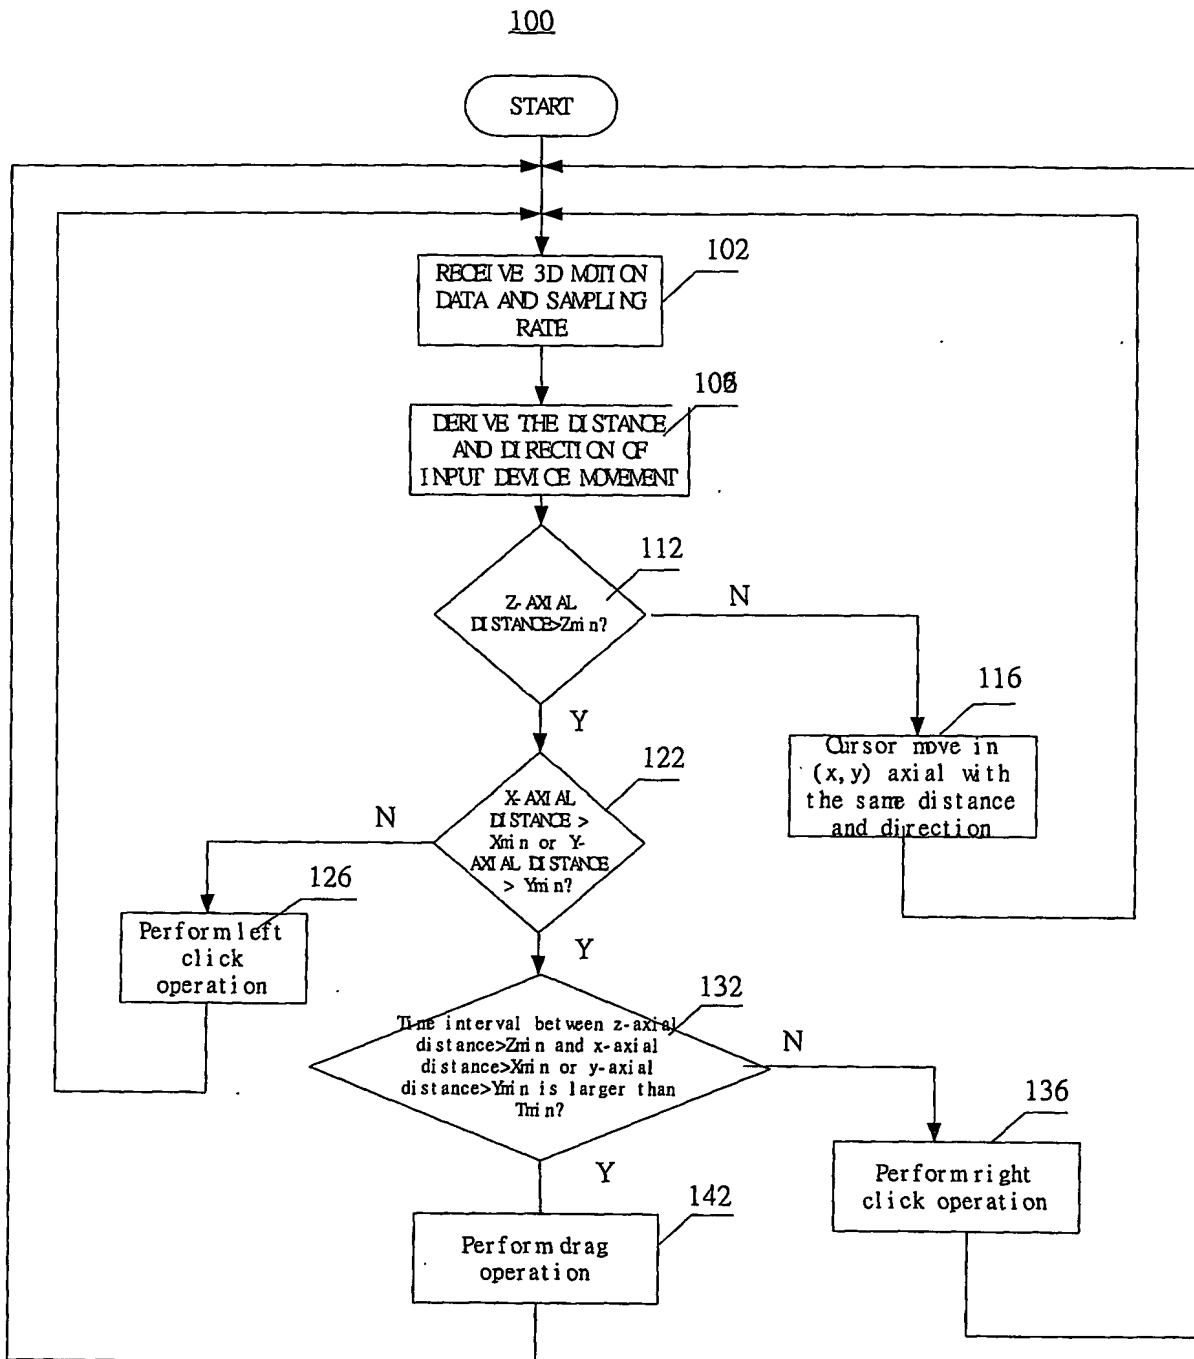 100
START
102
RECEIVE 3D MOTION
DATA AND SAMPLING
RATE
DERIVE THE DISTANCE
AND DIRECTION OF
INPUT DEVICE MOVEMENT
112
Z-AXIAL
DISTANCE>Zmin?
N
Y
116
Cursor move in
(x,y) axial with
the same distance
and direction
122
X-AXIAL
DISTANCE >
Xmin or Y-
AXIAL DISTANCE
> Ymin?
N
Y
126
Perform left
click
operation
132
Time interval between z-axial
distance>Zmin and x-axial
distance>Xmin or y-axial
distance>Ymin is larger than
Tmin?
N
Y
136
Perform right
click operation
142
Perform drag
operation